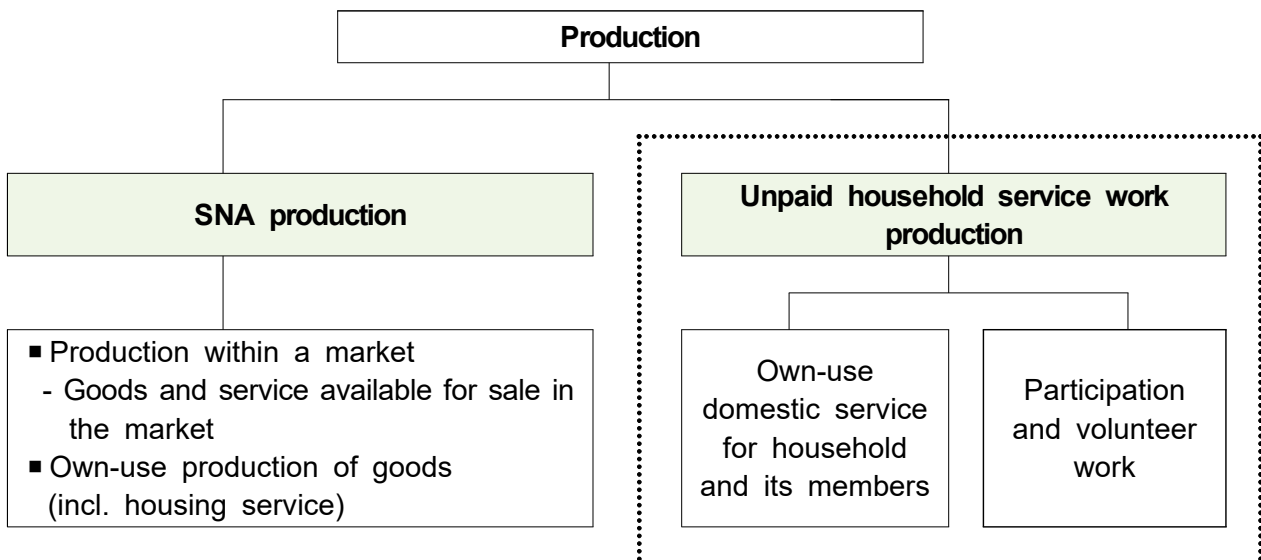 Production
SNA production
Unpaid household service work
production
▪ Production within a market
- Goods and service available for sale in
the market
▪ Own-use production of goods
(incl. housing service)
Own-use
domestic service
for household
and its members
Participation
and volunteer
work